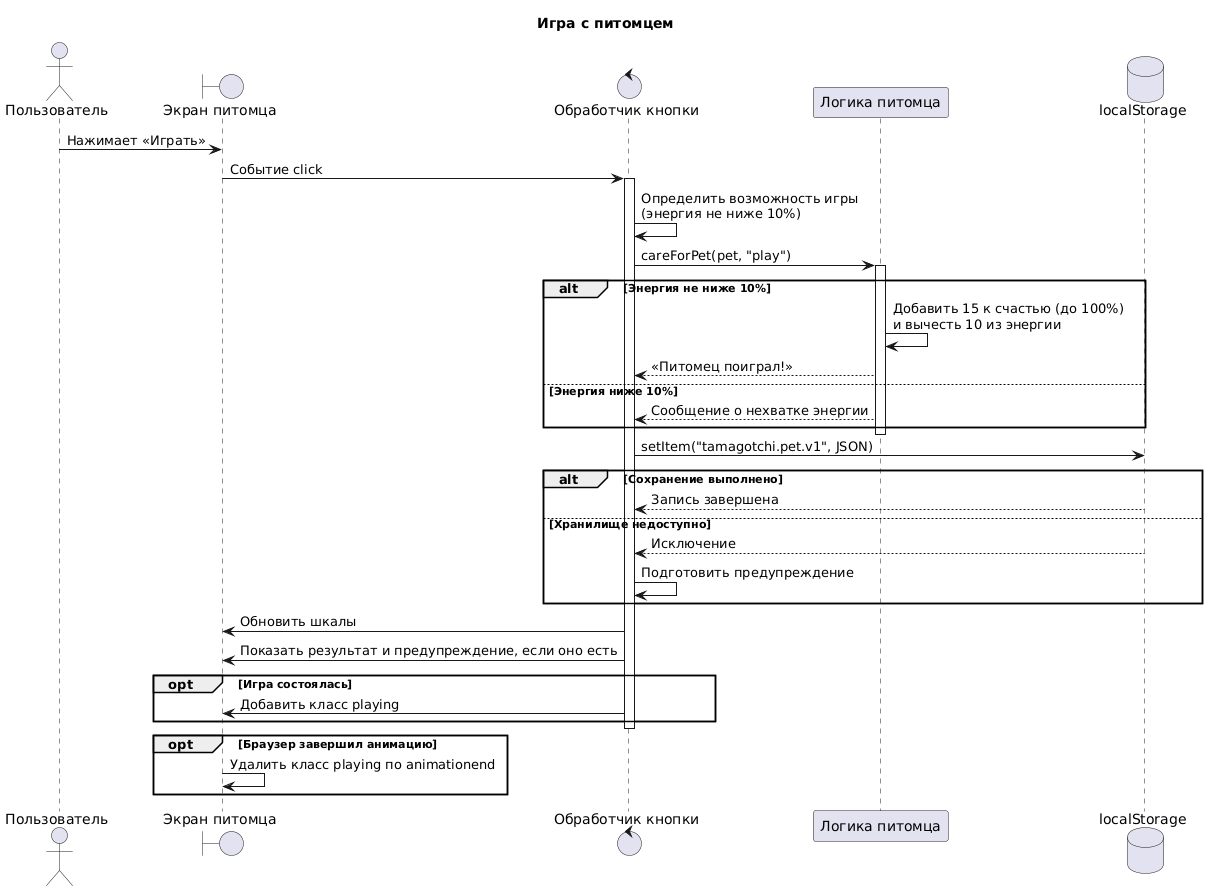 Игра с питомцем
Пользователь
Экран питомца
Обработчик кнопки
Логика питомца
localStorage
Нажимает «Играть»
Событие click
Определить возможность игры
(энергия не ниже 10%)
careForPet(pet, "play")
alt
[Энергия не ниже 10%]
Добавить 15 к счастью (до 100%)
и вычесть 10 из энергии
«Питомец поиграл!»
[Энергия ниже 10%]
Сообщение о нехватке энергии
setItem("tamagotchi.pet.v1", JSON)
alt
[Сохранение выполнено]
Запись завершена
[Хранилище недоступно]
Исключение
Подготовить предупреждение
Обновить шкалы
Показать результат и предупреждение, если оно есть
opt
[Игра состоялась]
Добавить класс playing
opt
[Браузер завершил анимацию]
Удалить класс playing по animationend
Пользователь
Экран питомца
Обработчик кнопки
Логика питомца
localStorage